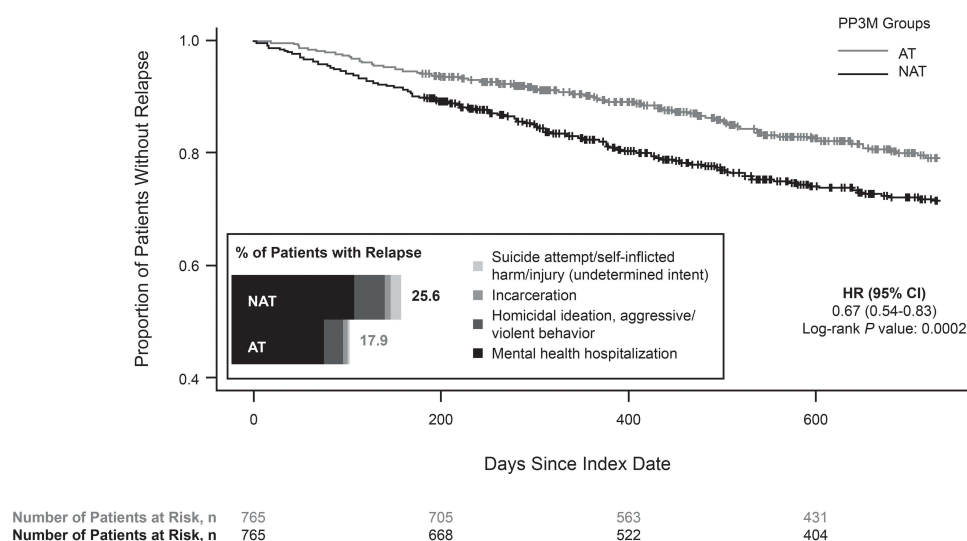 PP3M Groups
AT
NAT
Proportion of Patients Without Relapse
1.0
0.8
0.6
0.4
% of Patients with Relapse
NAT
25.6
AT
17.9
Suicide attempt/self-inflicted
harm/injury (undetermined intent)
Incarceration
Homicidal ideation, aggressive/
violent behavior
Mental health hospitalization
HR (95% CI)
0.67 (0.54-0.83)
Log-rank P value: 0.0002
0 200 400 600
Days Since Index Date
Number of Patients at Risk, n 765 705 563 431
Number of Patients at Risk, n 765 668 522 404